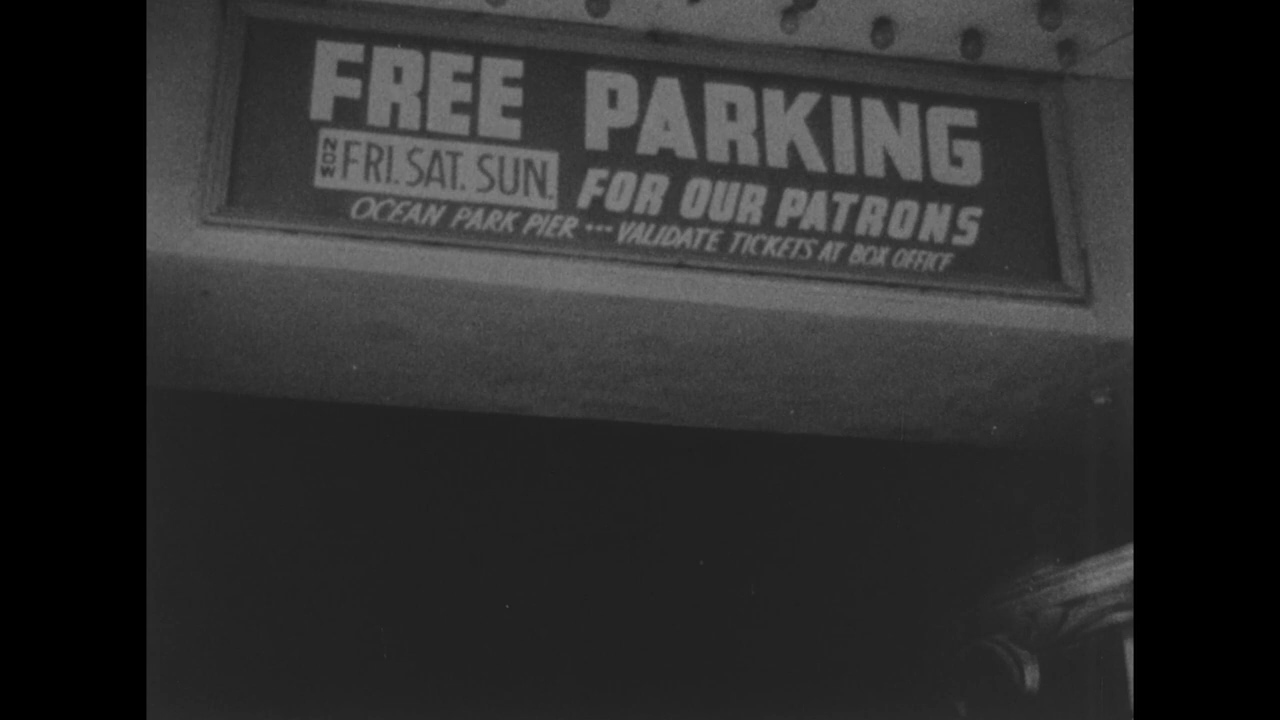 FREE PARKING
NOW FRI. SAT. SUN. FOR OUR PATRONS
OCEAN PARK PIER --- VALIDATE TICKETS AT BOX OFFICE